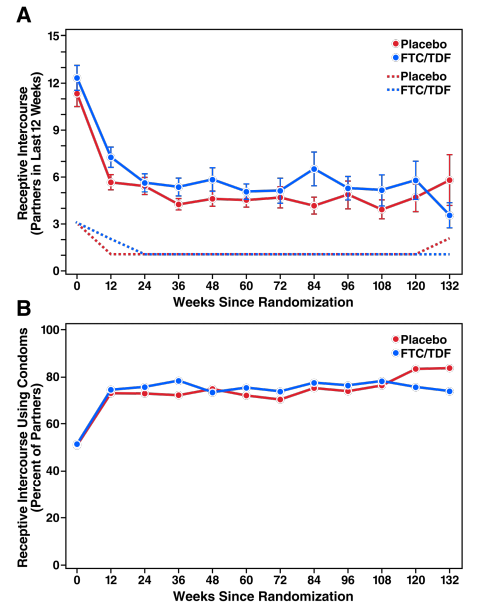 A
15
12
9
6
3
0
Receptive Intercourse
(Partners in Last 12 Weeks)
Placebo
FTC/TDF
Placebo
FTC/TDF
0 12 24 36 48 60 72 84 96 108 120 132
Weeks Since Randomization
B
100
80
60
40
20
0
Receptive Intercourse Using Condoms
(Percent of Partners)
Placebo
FTC/TDF
0 12 24 36 48 60 72 84 96 108 120 132
Weeks Since Randomization